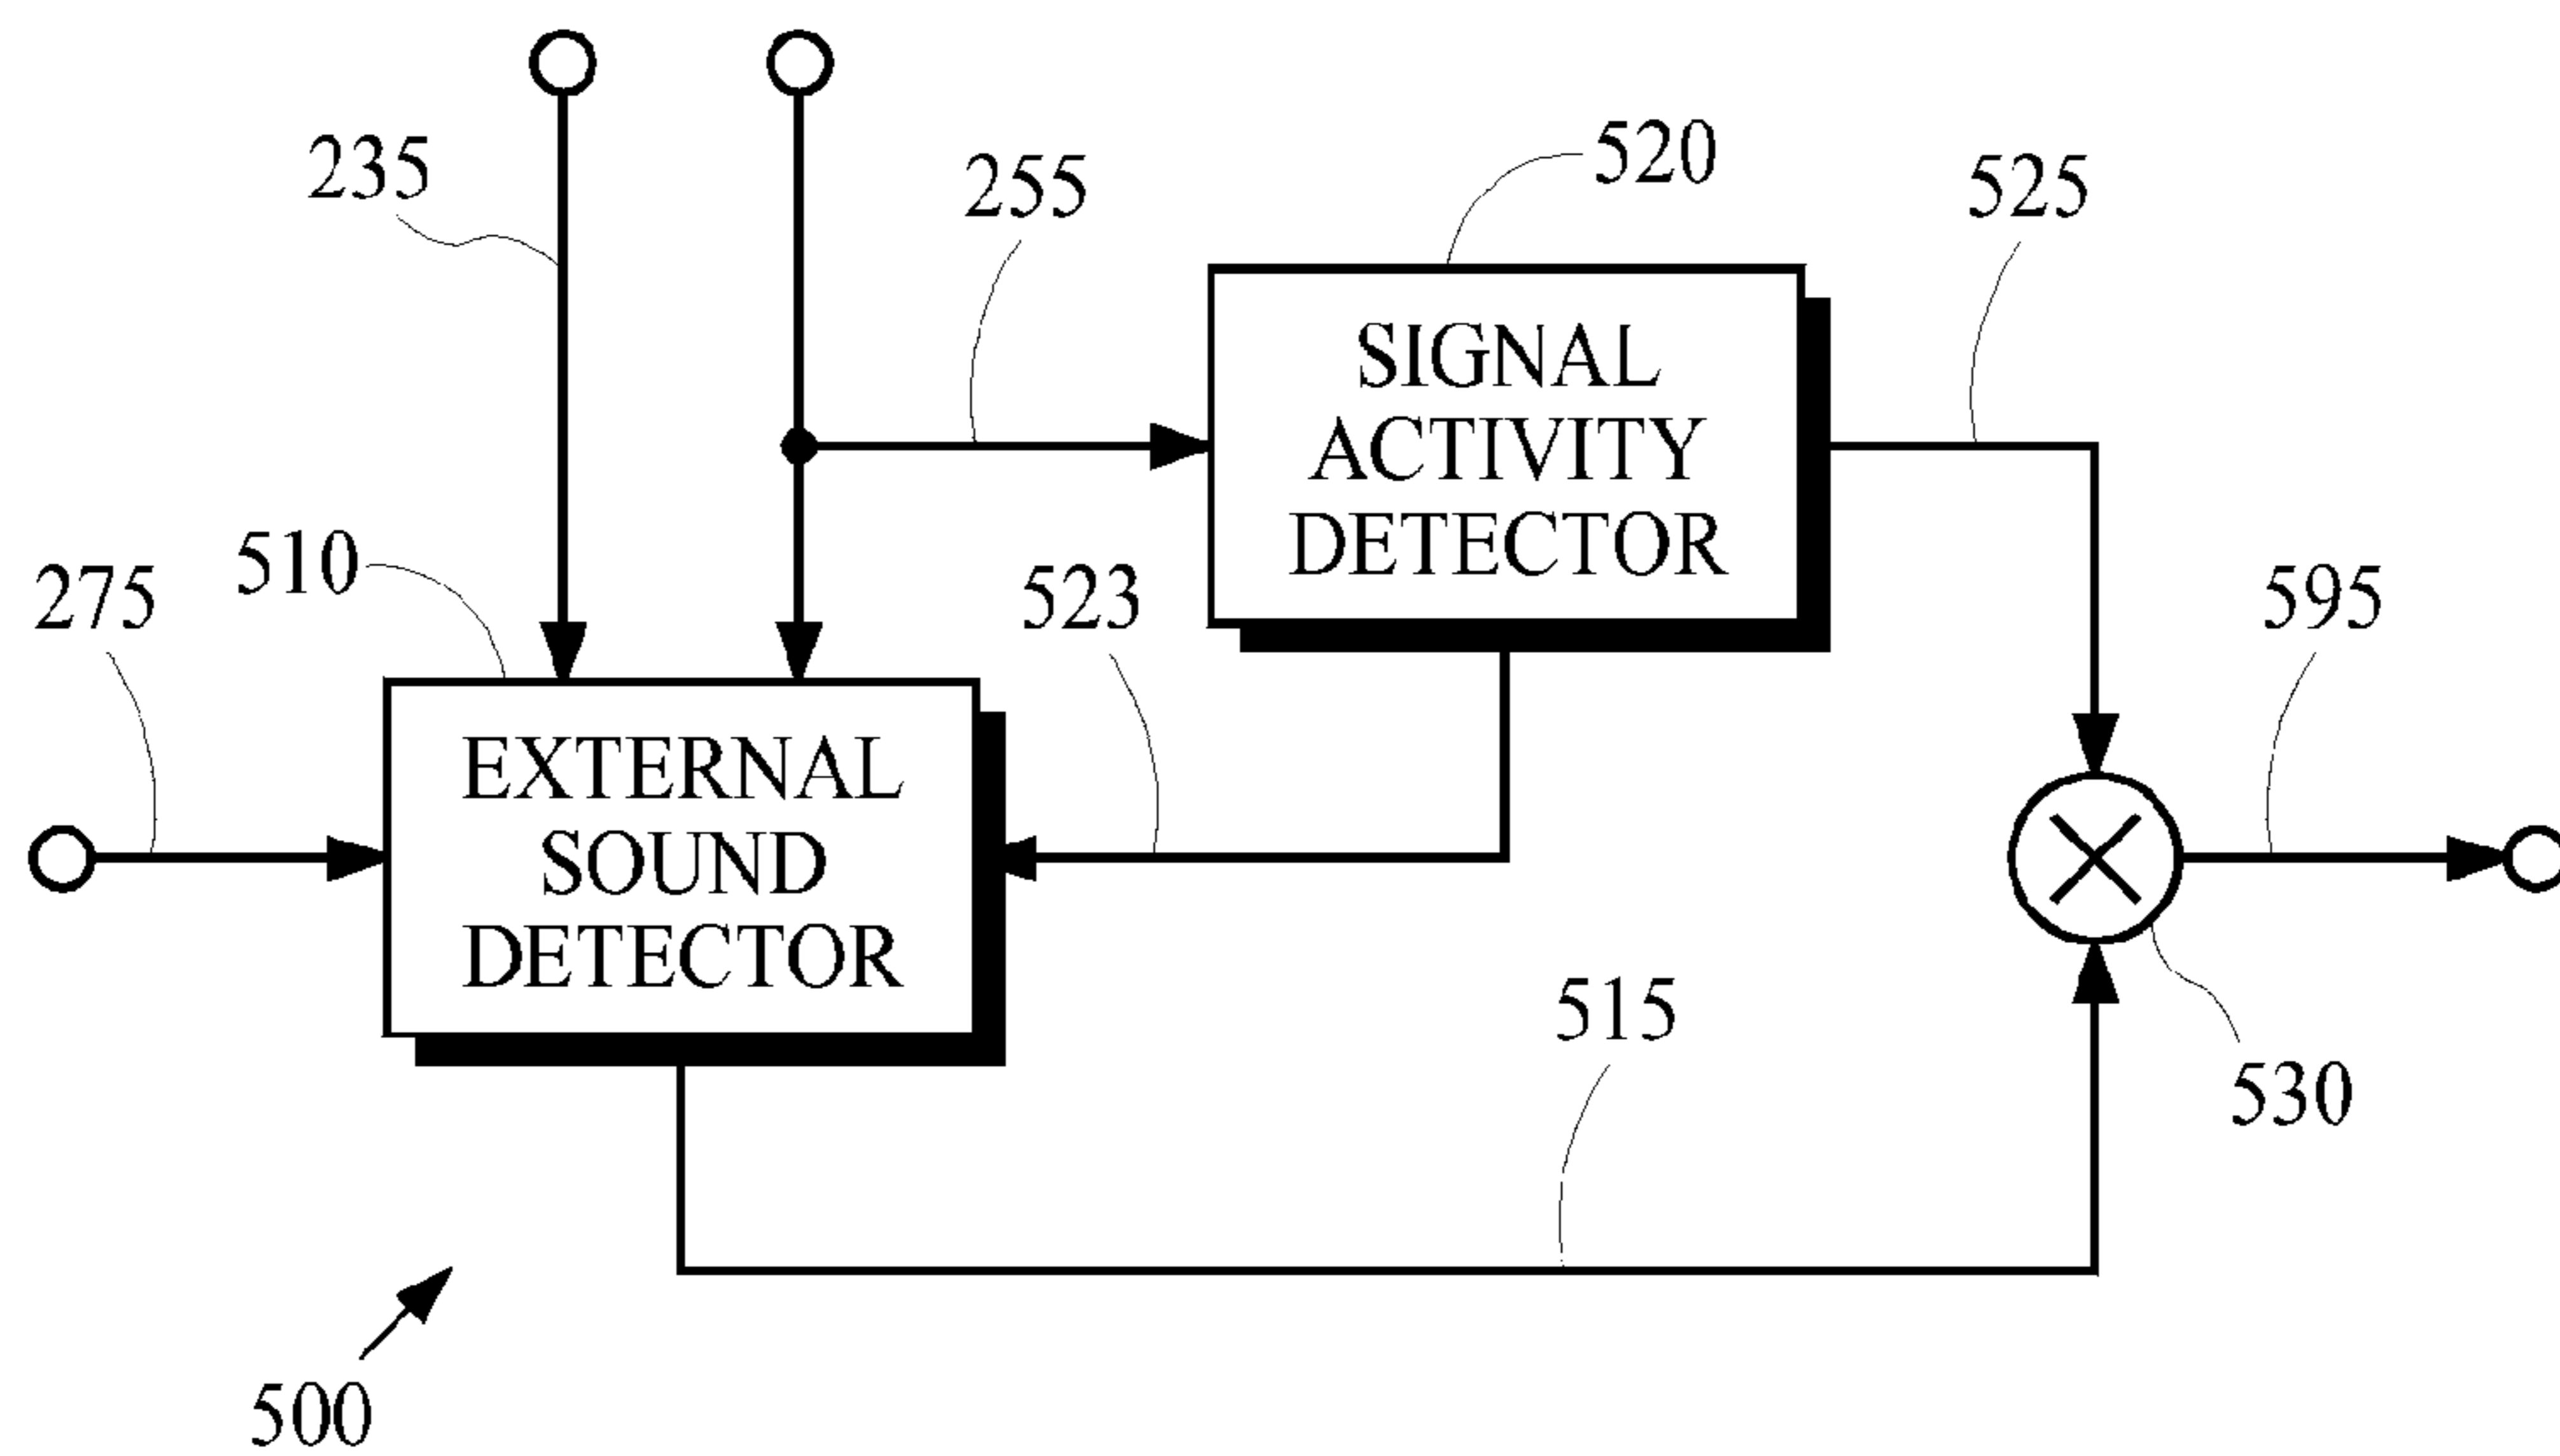 235
255
520
525
SIGNAL
ACTIVITY
DETECTOR
275
510
523
595
EXTERNAL
SOUND
DETECTOR
515
530
500